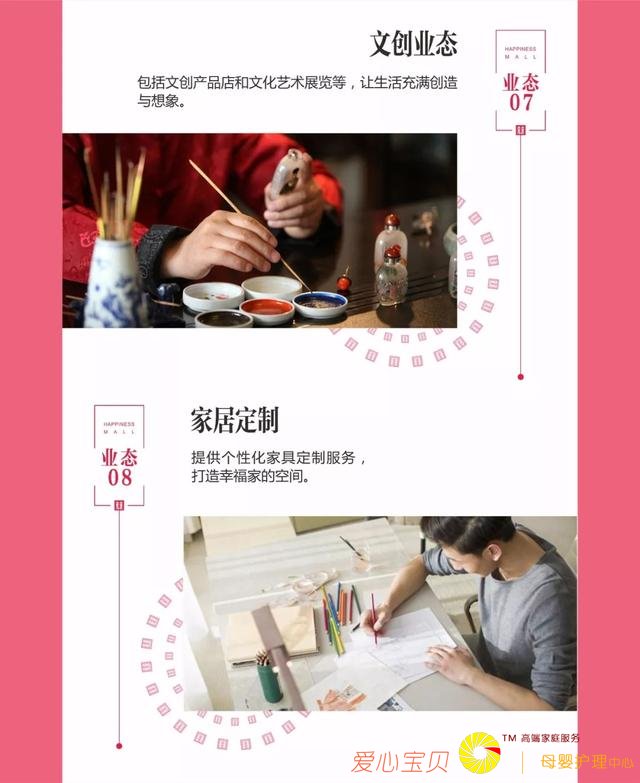 文创业态
包括文创产品店和文化艺术展览等，让生活充满创造
与想象。
HAPPINESS
MALL
业态
07
HAPPINESS
MALL
业态
08
家居定制
提供个性化家具定制服务，
打造幸福家的空间。
爱心宝贝
TM 高端家庭服务
母婴护理中心